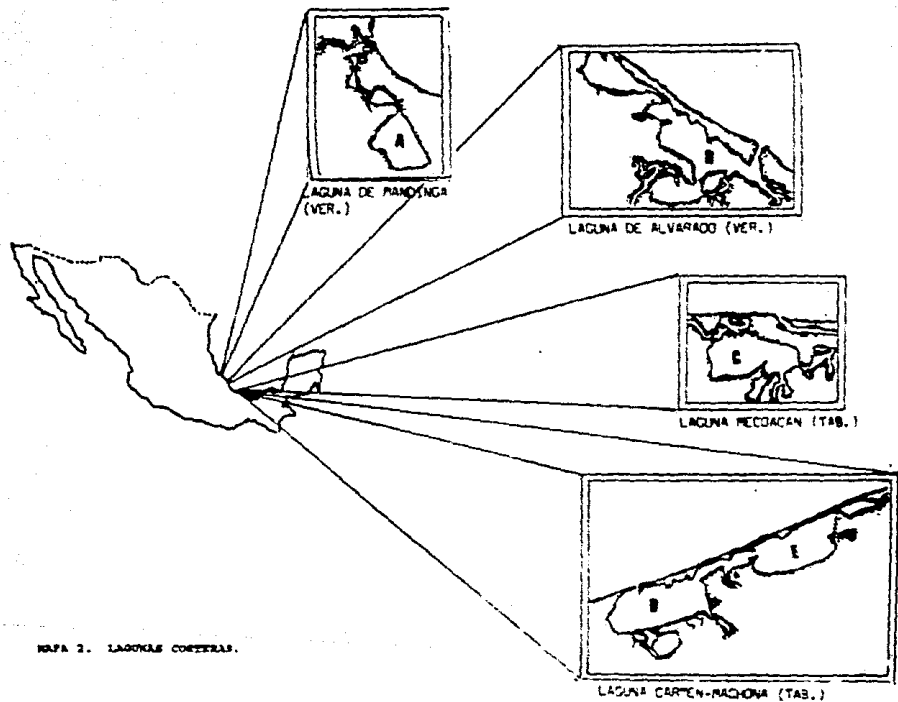 A
LAGUNA DE MANDINGA
(VER.)
B
LAGUNA DE ALVARADO (VER.)
C
LAGUNA MECOACAN (TAB.)
E
D
LAGUNA CARMEN-MACHONA (TAB.)
MAPA 2. LAGUNAS COSTERAS.